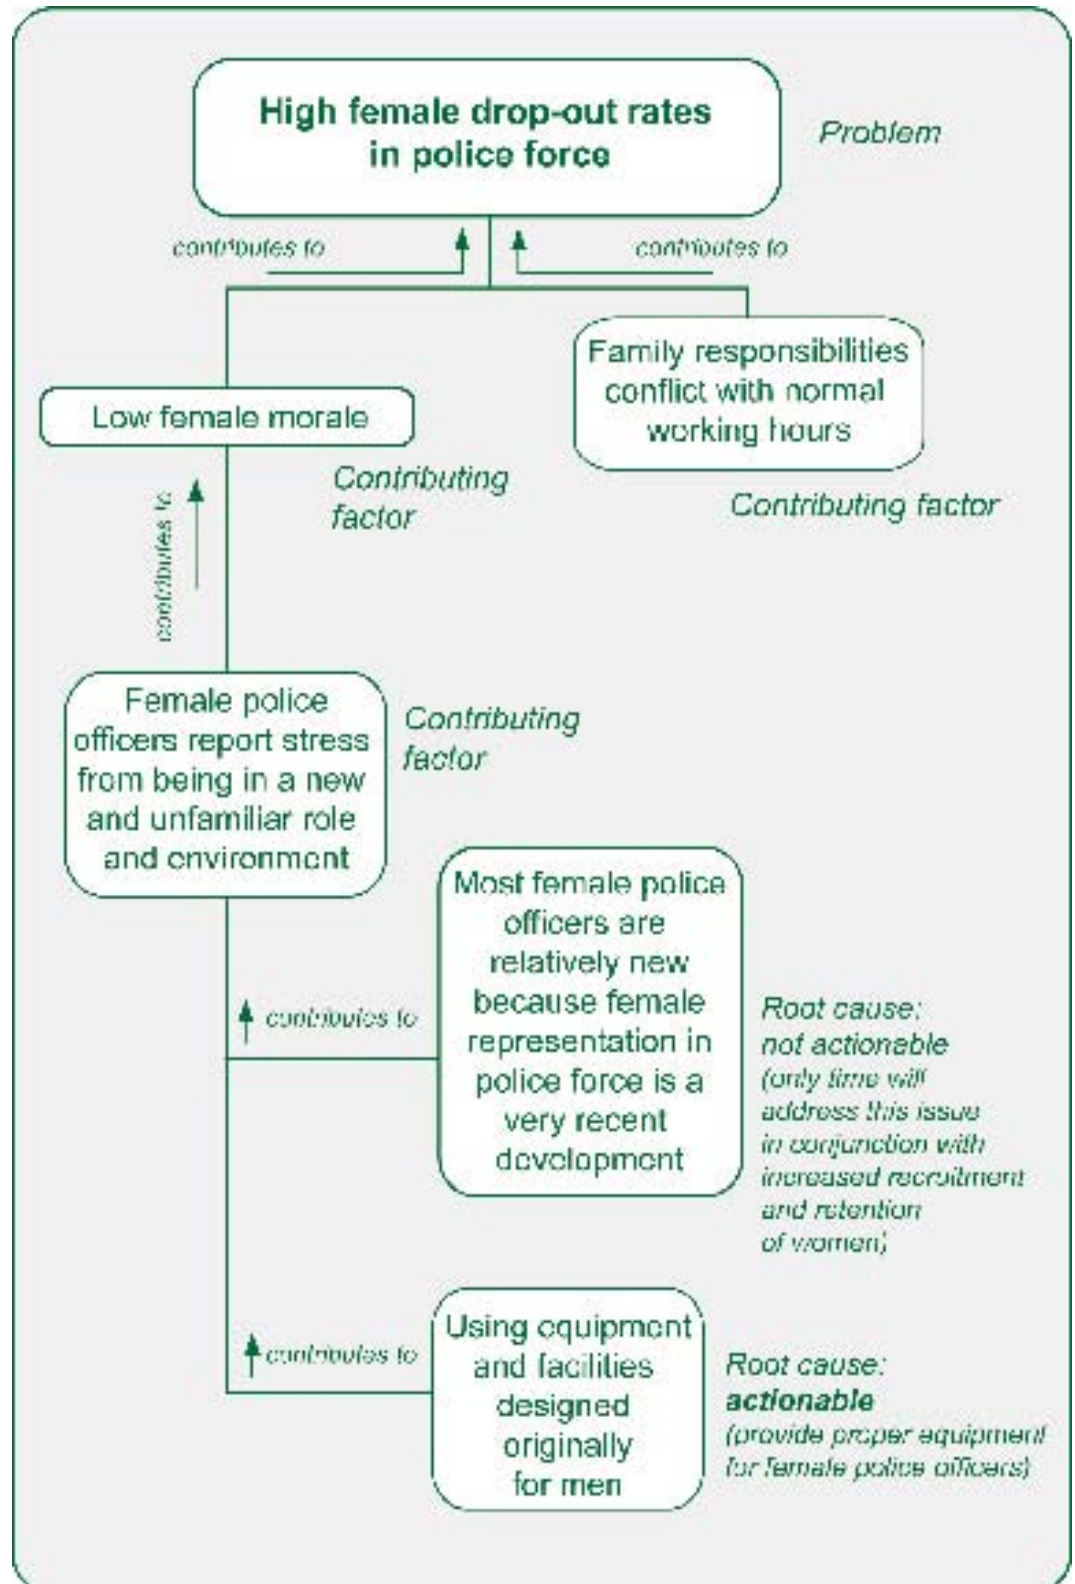 High female drop-out rates
in police force
Problem
contributes to
contributes to
Family responsibilities
conflict with normal
working hours
Low female morale
Contributing
factor
Contributing factor
contributes to
Female police
officers report stress
from being in a new
and unfamiliar role
and environment
Contributing
factor
Most female police
officers are
relatively new
because female
representation in
police force is a
very recent
development
contributes to
Root cause:
not actionable
(only time will
address this issue
in conjunction with
increased recruitment
and retention
of women)
Using equipment
and facilities
designed
originally
for men
contributes to
Root cause:
actionable
(provide proper equipment
for female police officers)